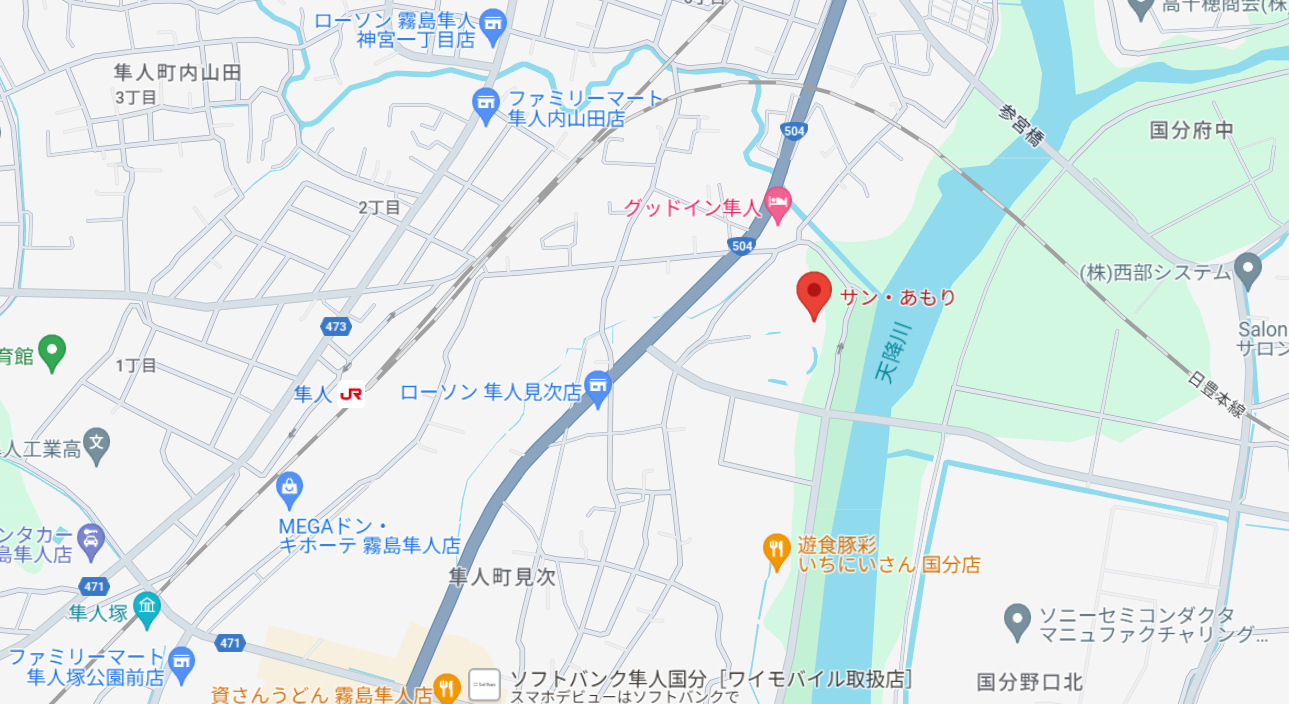 ローソン 霧島隼人
神宮一丁目店
高千穂商会(株
隼人町内山田
3丁目
ファミリーマート
隼人内山田店
504
参宮橋
国分府中
2丁目
グッドイン隼人
504
(株)西部システム
サン・あもり
473
Salon
サロン
育館
1丁目
天降川
隼人 JR
ローソン 隼人見次店
日豊本線
人工業高
文
MEGAドン・
キホーテ 霧島隼人店
ンタカー
島隼人店
遊食豚彩
いちにいさん 国分店
471
隼人町見次
隼人塚
ソニーセミコンダクタ
マニュファクチャリング...
471
ファミリーマート
隼人塚公園前店
資さんうどん 霧島隼人店
ソフトバンク隼人国分［ワイモバイル取扱店］
スマホデビューはソフトバンクで
国分野口北